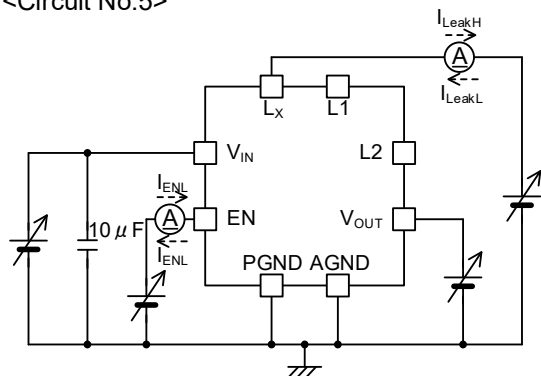 <Circuit No.5>
ILeakH
A
ILeakL
LX
L1
VIN
L2
IENL
A
EN
VOUT
10μF
IENL
PGND AGND